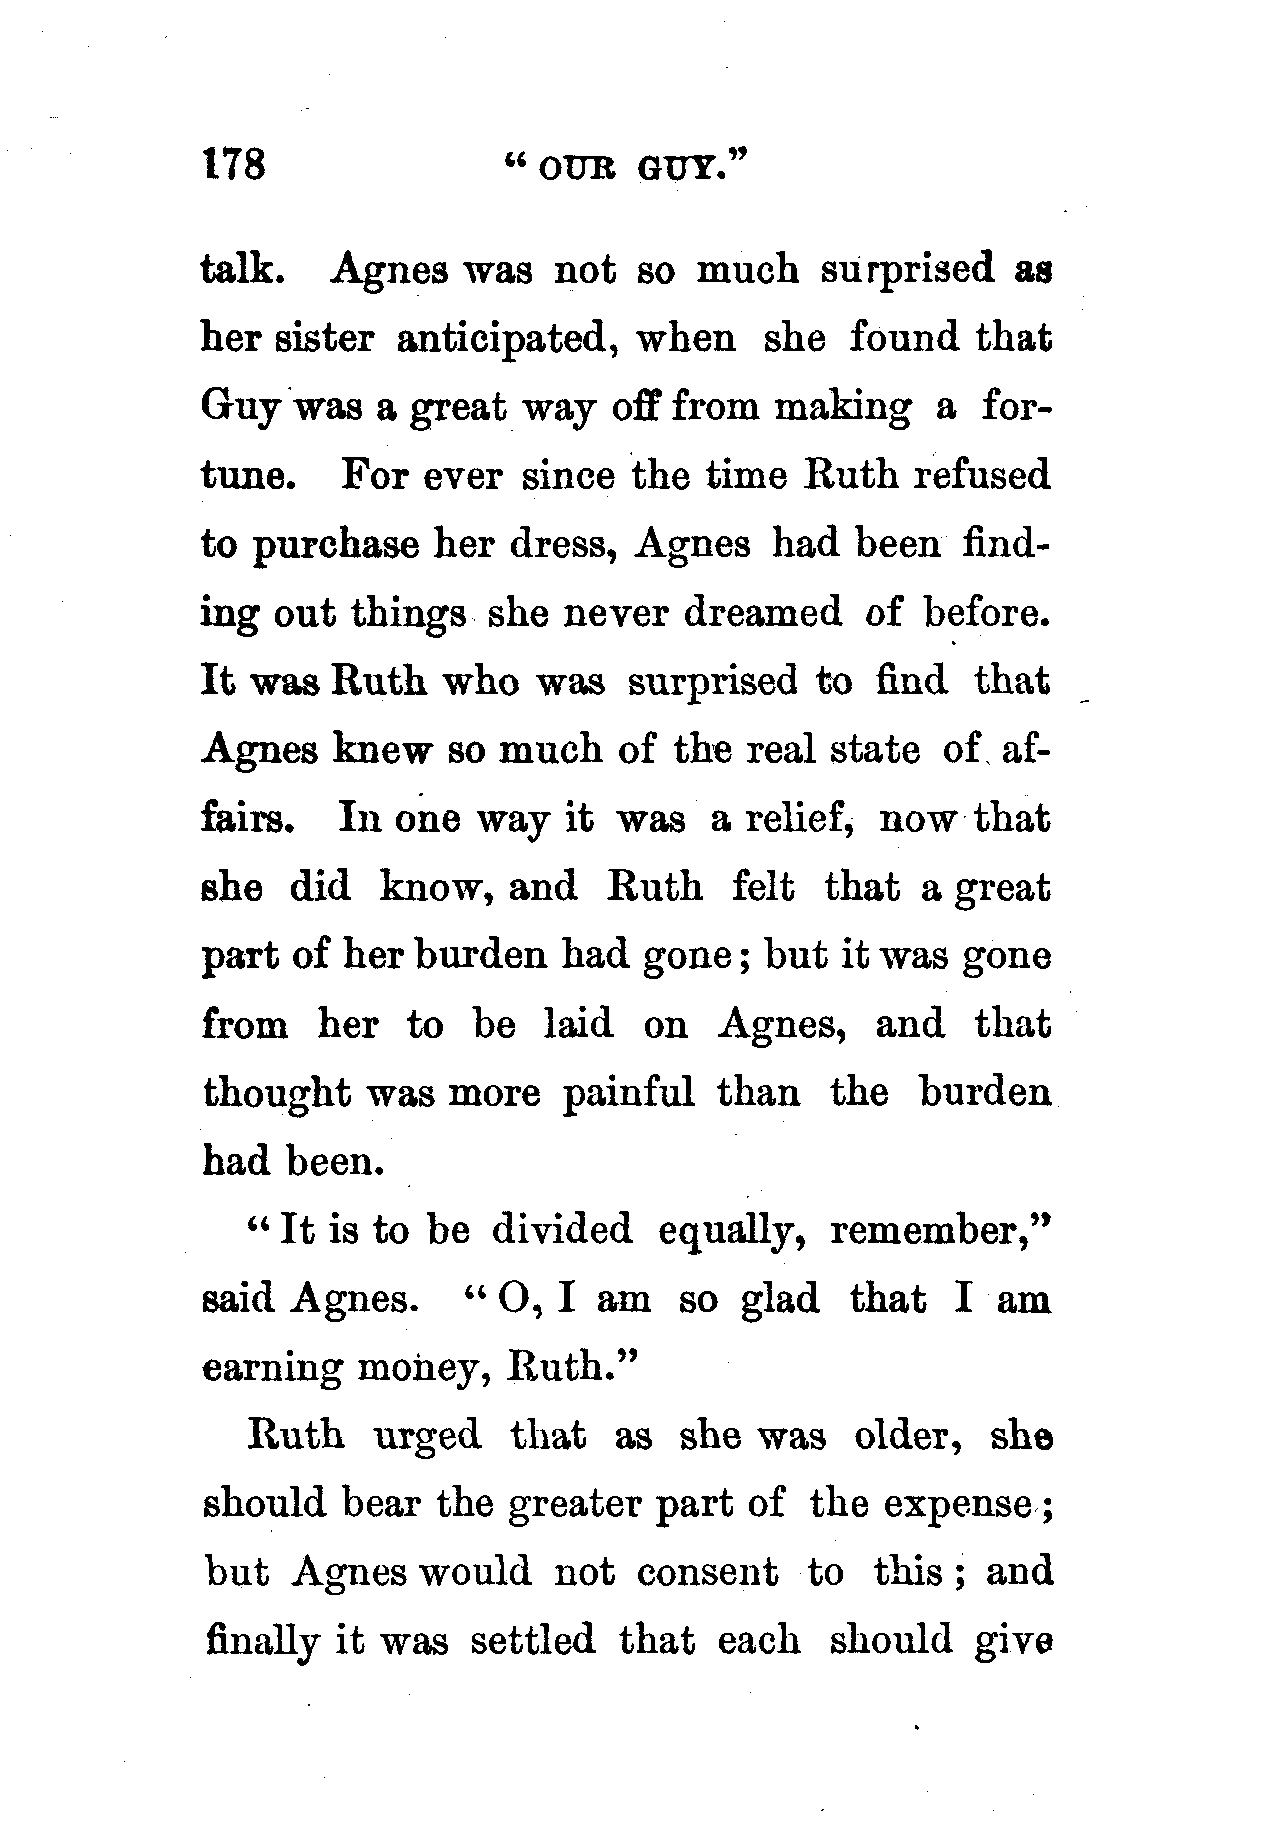 178 “ OUR GUY.”
talk. Agnes was not so much surprised as
her sister anticipated, when she found that
Guy was a great way off from making a for-
tune. For ever since the time Ruth refused
to purchase her dress, Agnes had been find-
ing out things she never dreamed of before.
It was Ruth who was surprised to find that
Agnes knew so much of the real state of af-
fairs. In one way it was a relief, now that
she did know, and Ruth felt that a great
part of her burden had gone; but it was gone
from her to be laid on Agnes, and that
thought was more painful than the burden
had been.
“ It is to be divided equally, remember,”
said Agnes. “ O, I am so glad that I am
earning money, Ruth.”
Ruth urged that as she was older, she
should bear the greater part of the expense;
but Agnes would not consent to this; and
finally it was settled that each should give